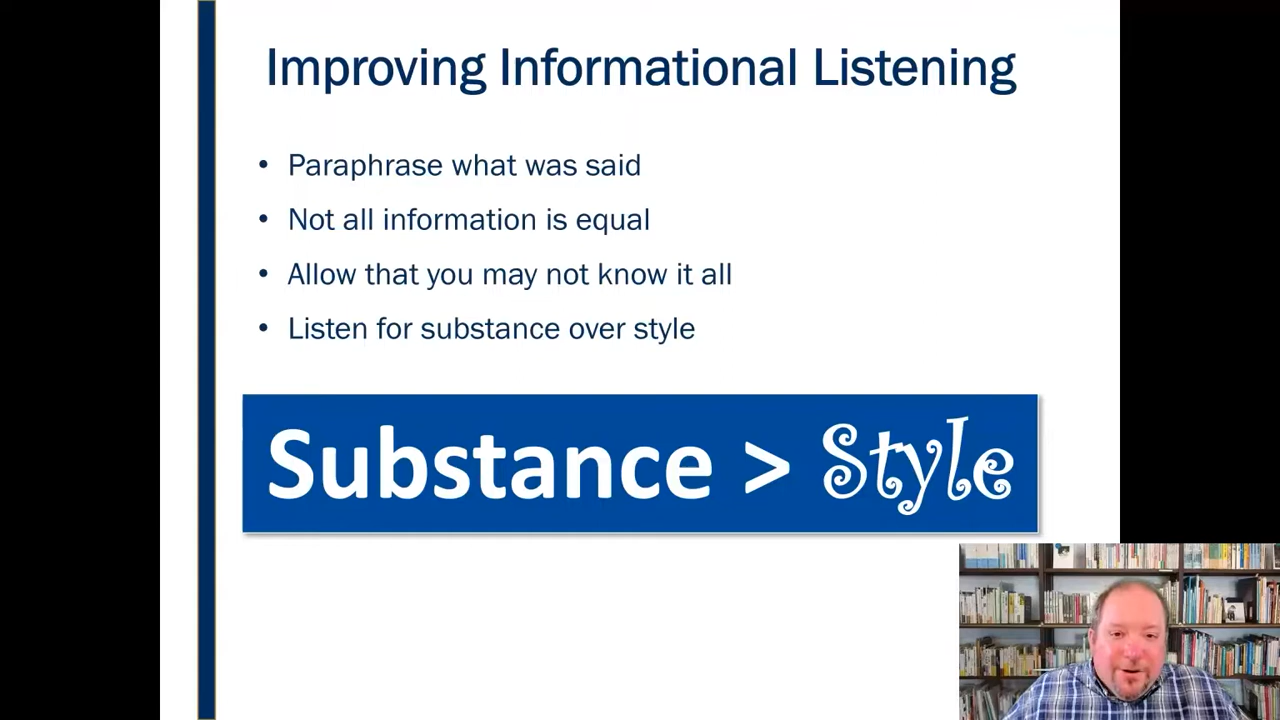 Improving Informational Listening
• Paraphrase what was said
• Not all information is equal
• Allow that you may not know it all
• Listen for substance over style
Substance > Style